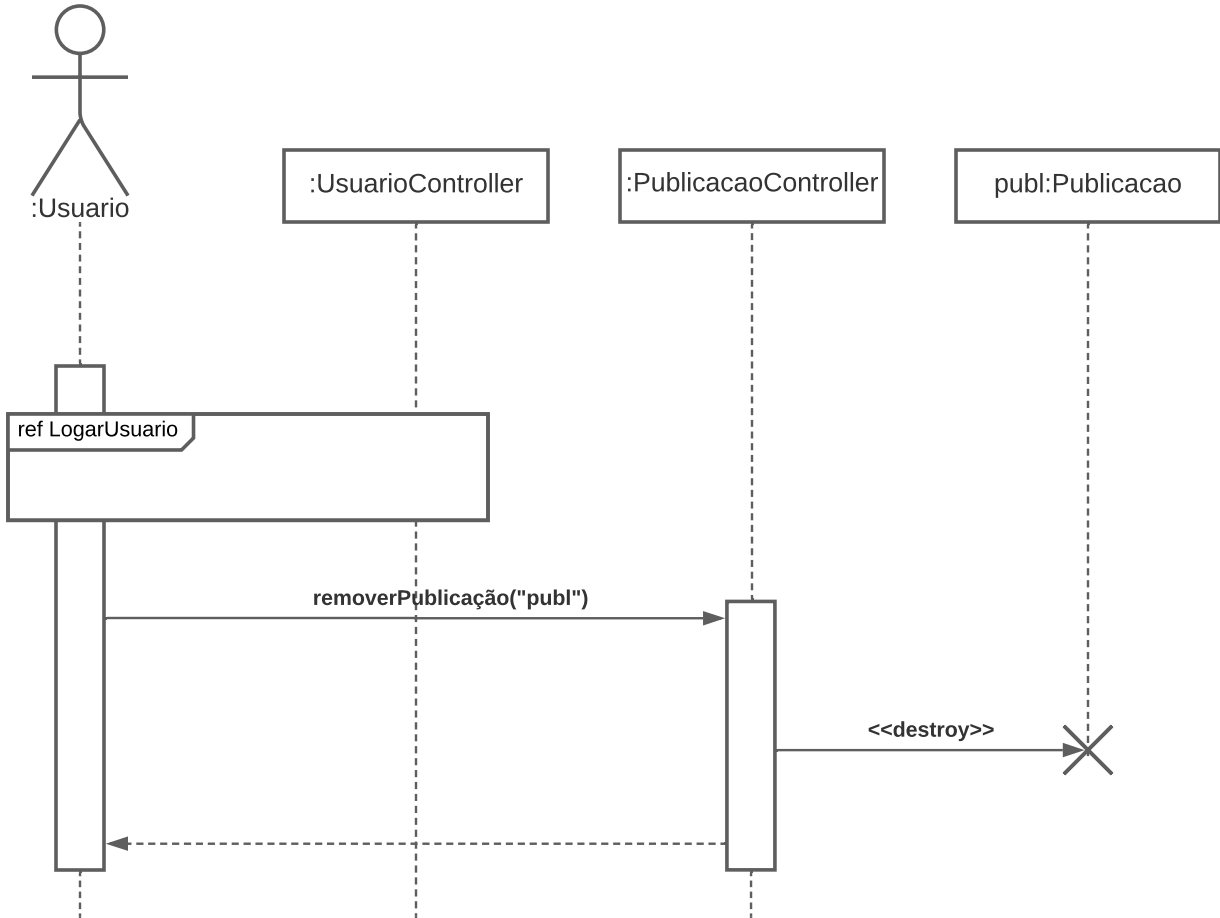 :Usuario
:UsuarioController
:PublicacaoController
publ:Publicacao
ref LogarUsuario
removerPublicação("publ")
<<destroy>>